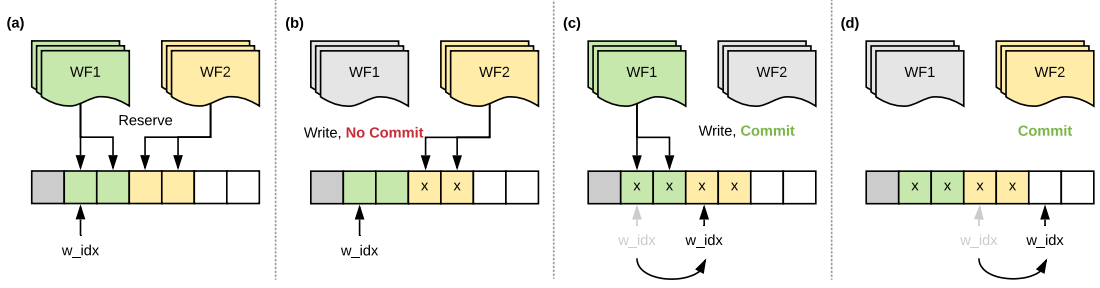 (a)
WF1 WF2
Reserve
w_idx
(b)
WF1 WF2
Write, No Commit
x x
w_idx
(c)
WF1 WF2
Write, Commit
x x x x
w_idx w_idx
(d)
WF1 WF2
Commit
x x x x
w_idx w_idx